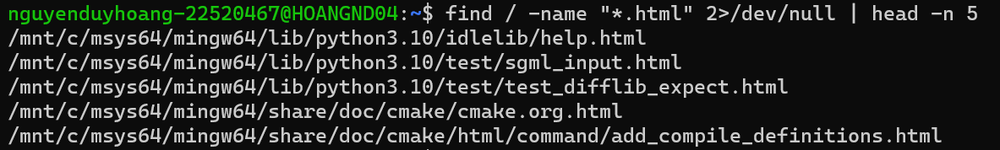 nguyenduyhoang-22520467@HOANGND04:~$ find / -name "*.html" 2>/dev/null | head -n 5
/mnt/c/msys64/mingw64/lib/python3.10/idlelib/help.html
/mnt/c/msys64/mingw64/lib/python3.10/test/sgml_input.html
/mnt/c/msys64/mingw64/lib/python3.10/test/test_difflib_expect.html
/mnt/c/msys64/mingw64/share/doc/cmake/cmake.org.html
/mnt/c/msys64/mingw64/share/doc/cmake/html/command/add_compile_definitions.html